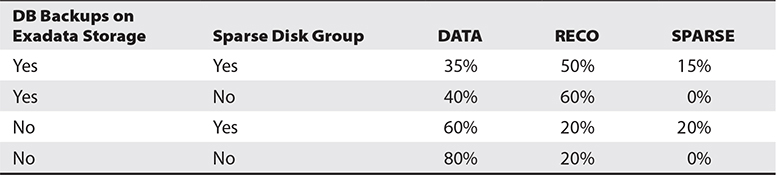 DB Backups on
Exadata Storage Sparse Disk Group DATA RECO SPARSE
Yes Yes 35% 50% 15%
Yes No 40% 60% 0%
No Yes 60% 20% 20%
No No 80% 20% 0%